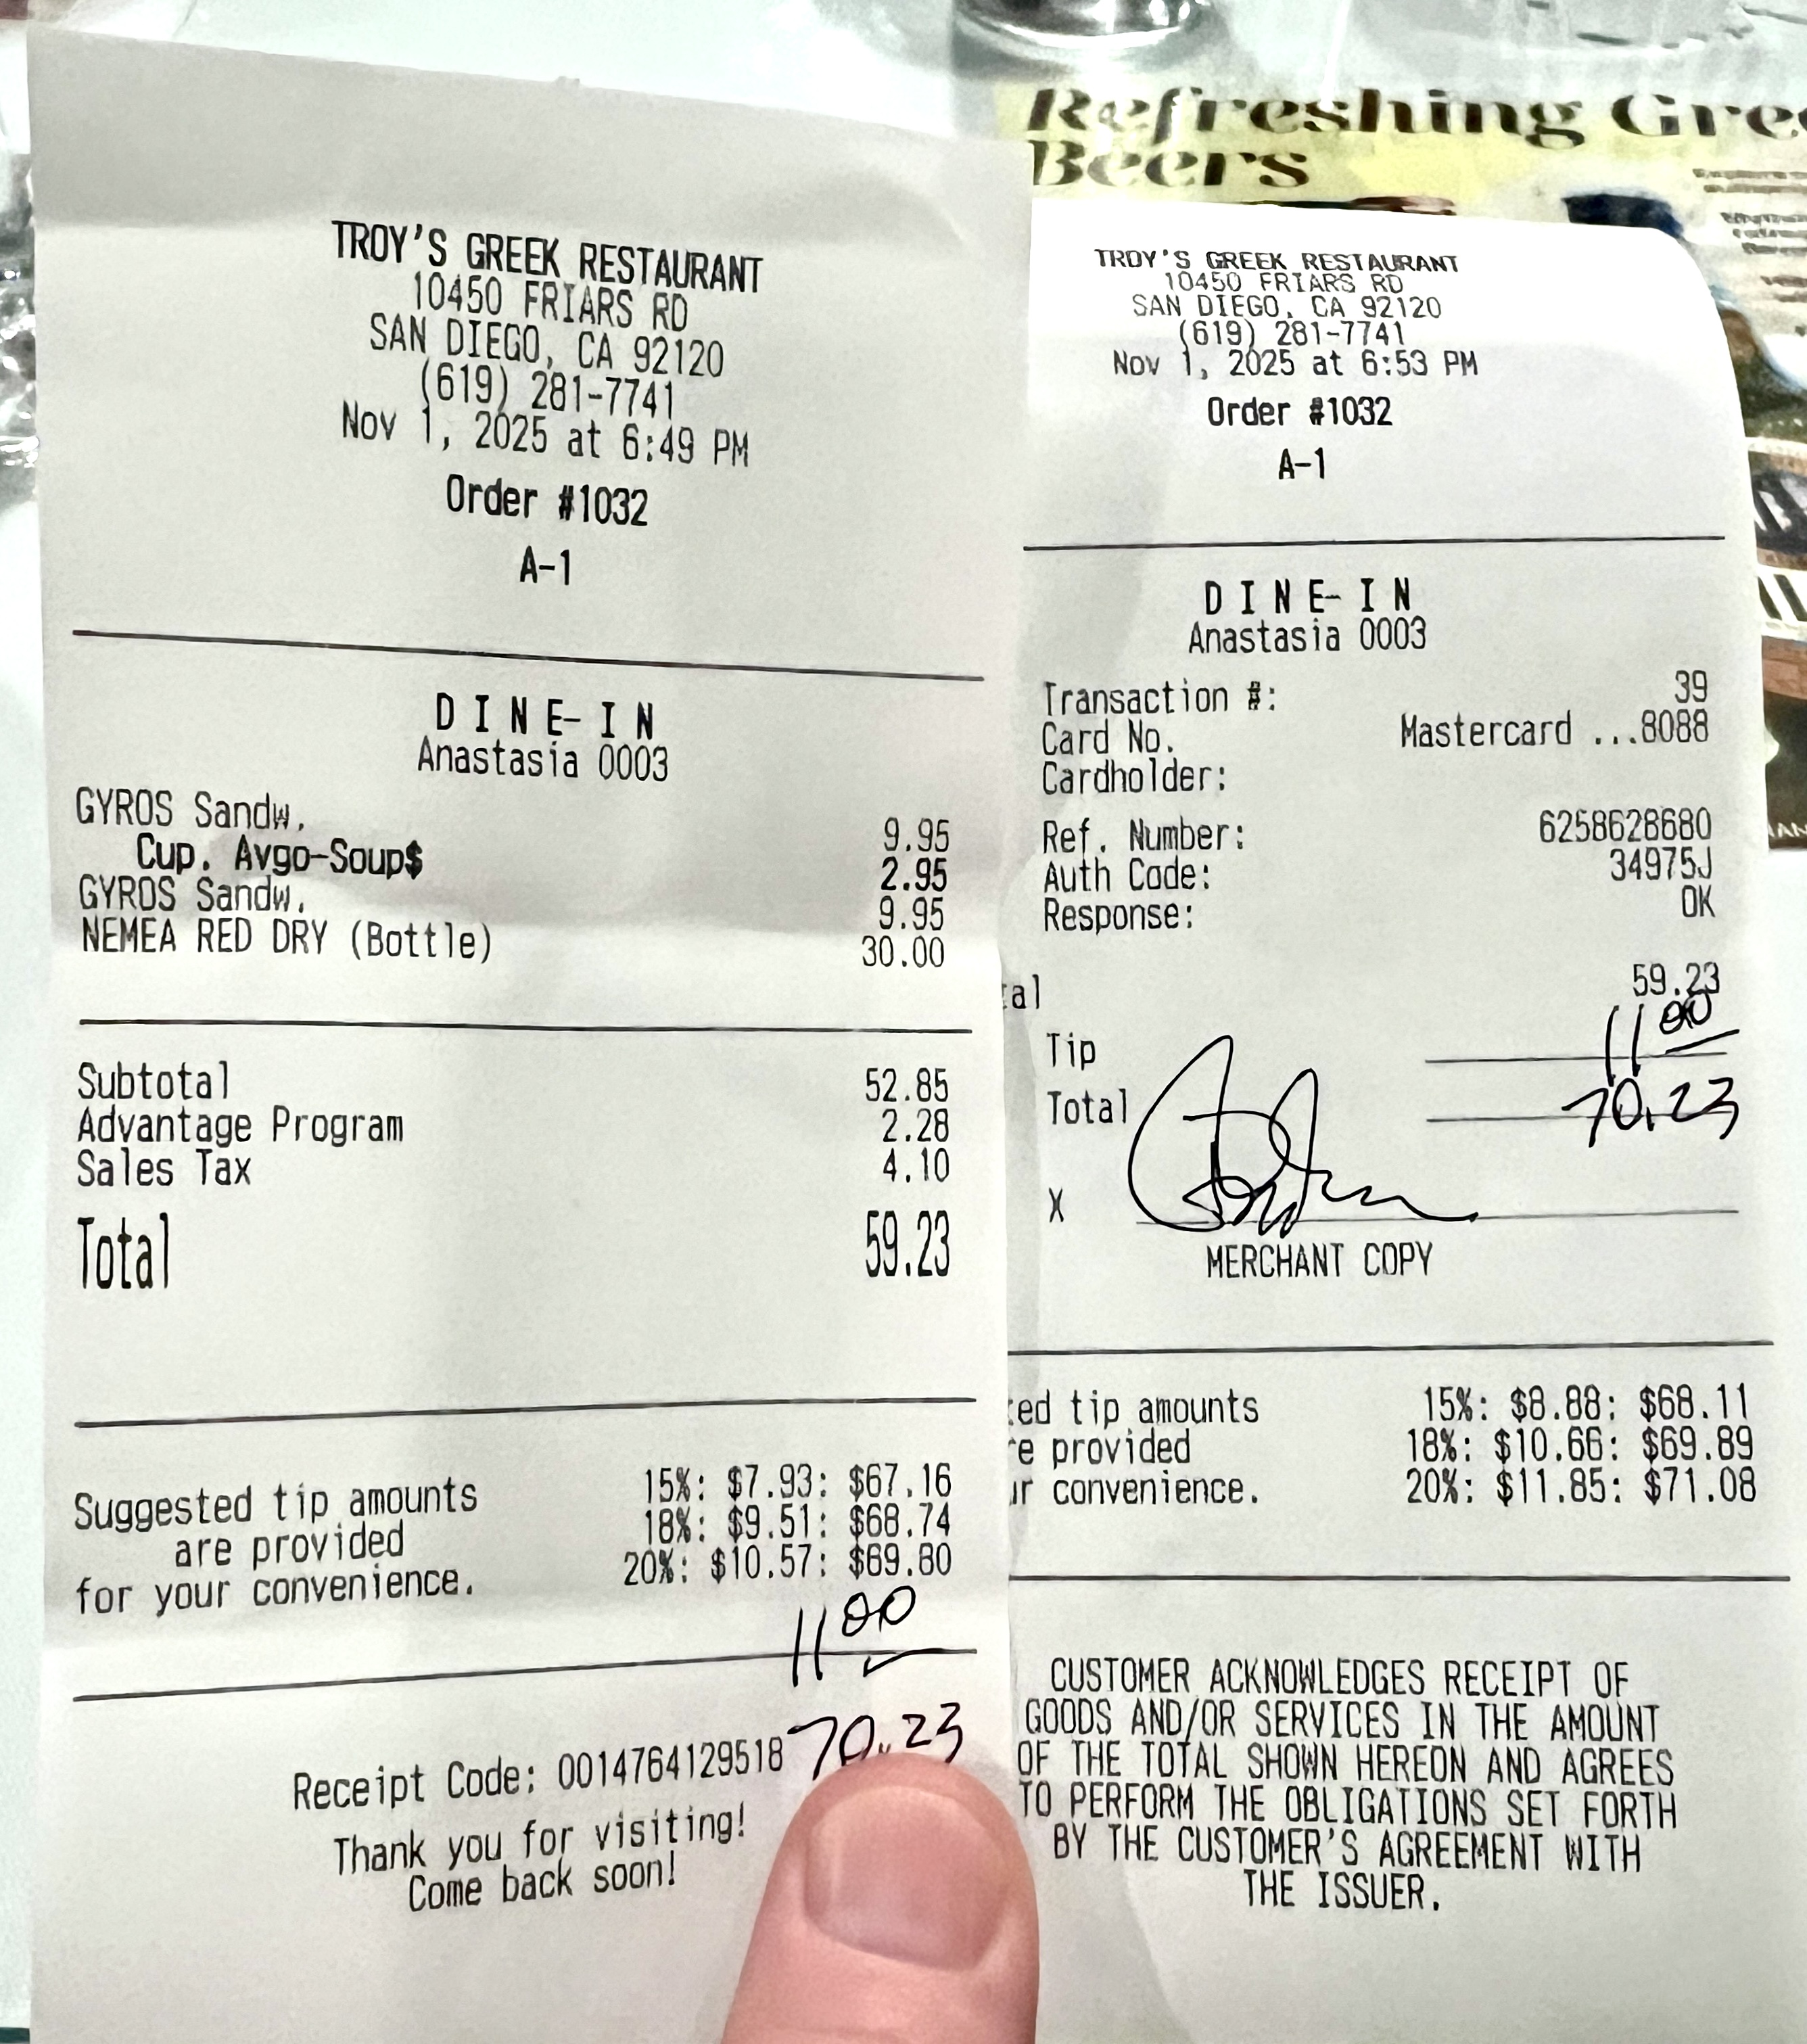 Refreshing Gre
Beers
TROY'S GREEK RESTAURANT
10450 FRIARS RD
SAN DIEGO, CA 92120
(619) 281-7741
Nov 1, 2025 at 6:49 PM
Order #1032
A-1
DINE-IN
Anastasia 0003
GYROS Sandw. 9.95
Cup. Avgo-Soup$ 2.95
GYROS Sandw. 9.95
NEMEA RED DRY (Bottle) 30.00
Subtotal 52.85
Advantage Program 2.28
Sales Tax 4.10
Total 59.23
Suggested tip amounts
are provided
for your convenience.
15%: $7.93: $67.16
18%: $9.51: $68.74
20%: $10.57: $69.80
11.00
70.23
Receipt Code: 0014764129518
Thank you for visiting!
Come back soon!
TROY'S GREEK RESTAURANT
10450 FRIARS RD
SAN DIEGO, CA 92120
(619) 281-7741
Nov 1, 2025 at 6:53 PM
Order #1032
A-1
DINE-IN
Anastasia 0003
Transaction #: 39
Card No. Mastercard ...8088
Cardholder:
Ref. Number: 6258628680
Auth Code: 34975J
Response: OK
tal 59.23
Tip 11.00
Total 70.23
X
MERCHANT COPY
ted tip amounts 15%: $8.88: $68.11
re provided 18%: $10.66: $69.89
ur convenience. 20%: $11.85: $71.08
CUSTOMER ACKNOWLEDGES RECEIPT OF
GOODS AND/OR SERVICES IN THE AMOUNT
OF THE TOTAL SHOWN HEREON AND AGREES
TO PERFORM THE OBLIGATIONS SET FORTH
BY THE CUSTOMER'S AGREEMENT WITH
THE ISSUER.